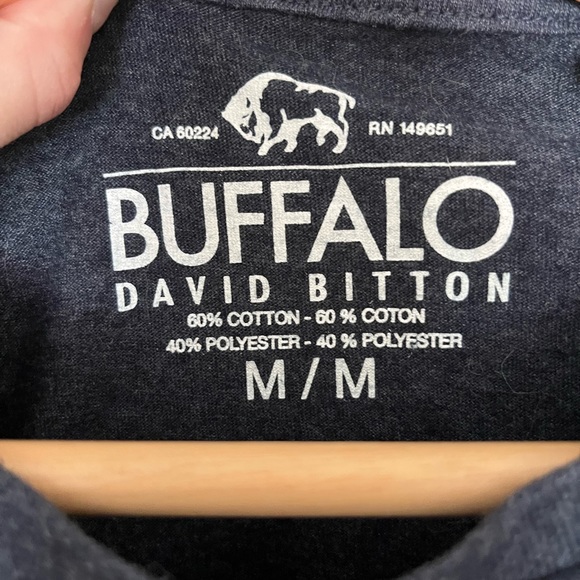 CA 60224 RN 149651
BUFFALO
DAVID BITTON
60% COTTON - 60 % COTON
40% POLYESTER - 40 % POLYESTER
M / M